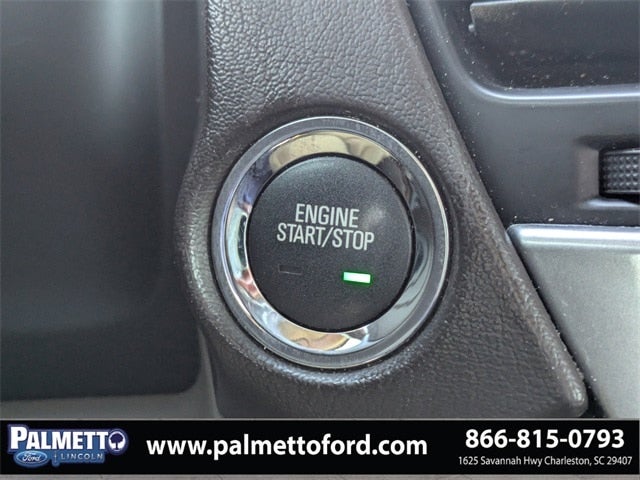 ENGINE
START/STOP
PALMETTO
Ford
LINCOLN
www.palmettoford.com
866-815-0793
1625 Savannah Hwy Charleston, SC 29407